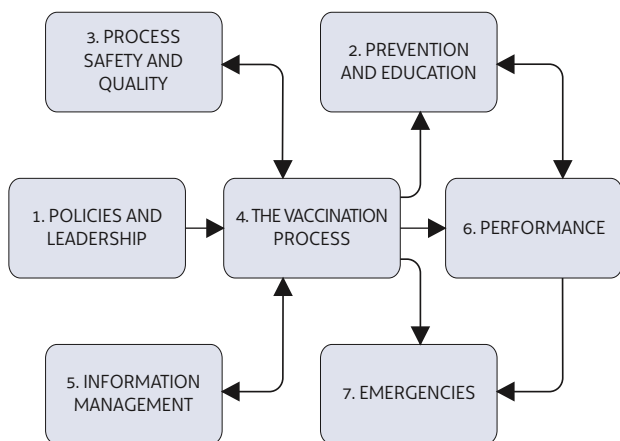 3. PROCESS
SAFETY AND
QUALITY
2. PREVENTION
AND EDUCATION
1. POLICIES AND
LEADERSHIP
4. THE VACCINATION
PROCESS
6. PERFORMANCE
5. INFORMATION
MANAGEMENT
7. EMERGENCIES